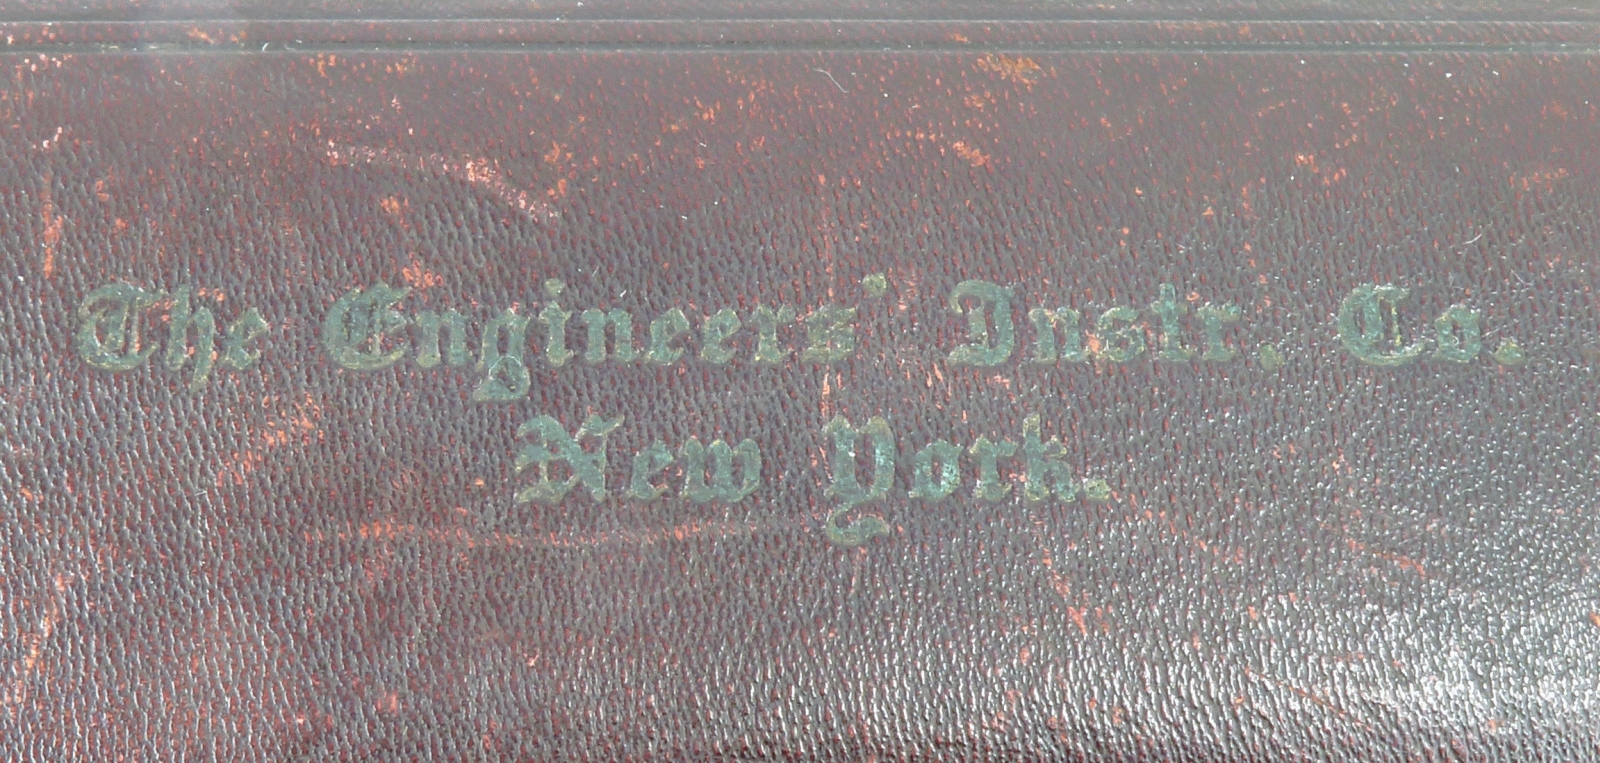 The Engineers' Instr. Co.
New York.